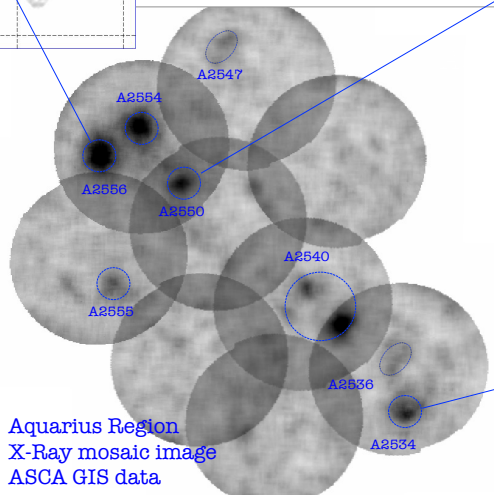 A2547
A2554
A2556
A2550
A2540
A2555
A2536
A2534
Aquarius Region
X-Ray mosaic image
ASCA GIS data